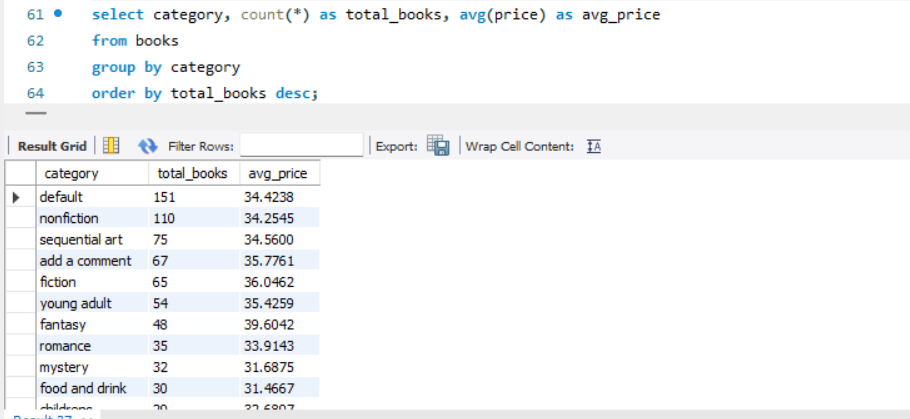 61 select category, count(*) as total_books, avg(price) as avg_price
62 from books
63 group by category
64 order by total_books desc;
Result Grid Filter Rows: Export: Wrap Cell Content:
category total_books avg_price
default 151 34.4238
nonfiction 110 34.2545
sequential art 75 34.5600
add a comment 67 35.7761
fiction 65 36.0462
young adult 54 35.4259
fantasy 48 39.6042
romance 35 33.9143
mystery 32 31.6875
food and drink 30 31.4667